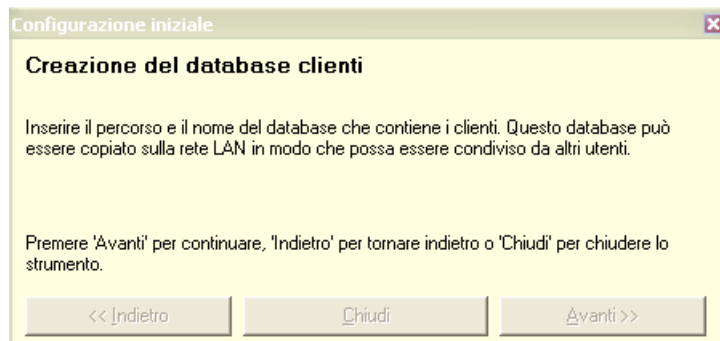 Configurazione iniziale
Creazione del database clienti
Inserire il percorso e il nome del database che contiene i clienti. Questo database può
essere copiato sulla rete LAN in modo che possa essere condiviso da altri utenti.
Premere 'Avanti' per continuare, 'Indietro' per tornare indietro o 'Chiudi' per chiudere lo
strumento.
<< Indietro
Chiudi
Avanti >>